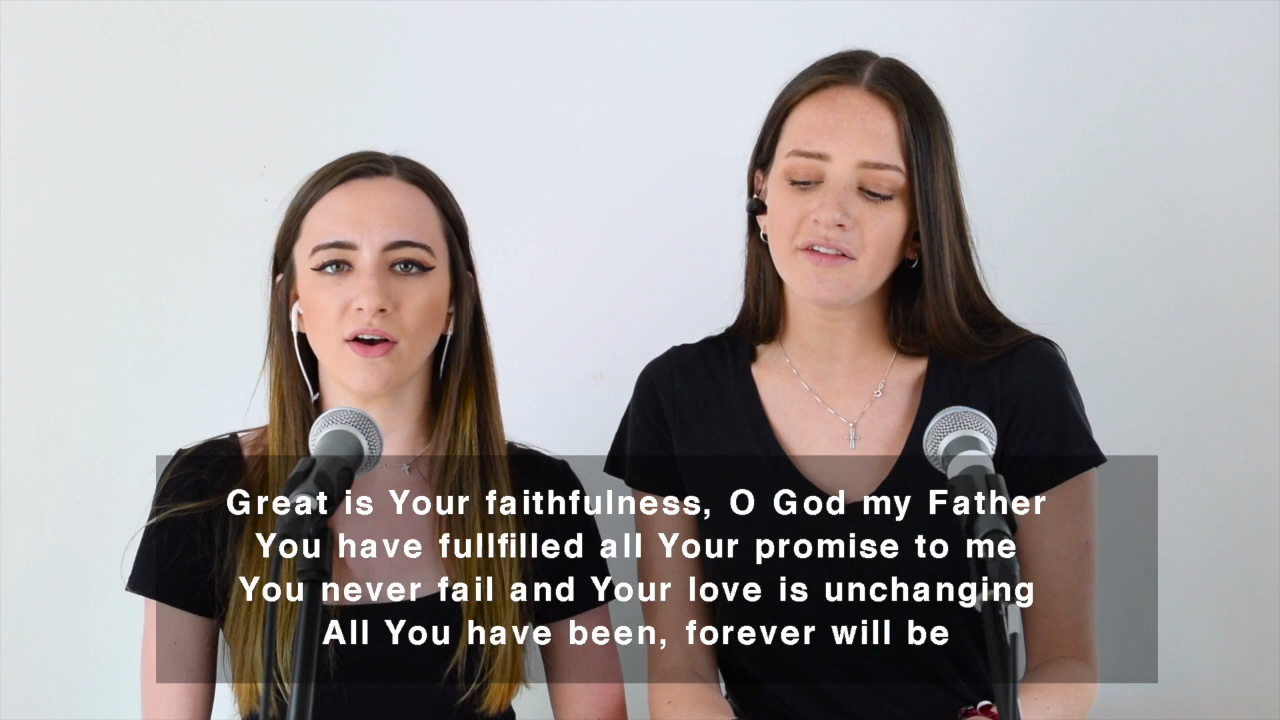 Great is Your faithfulness, O God my Father
You have fullfilled all Your promise to me
You never fail and Your love is unchanging
All You have been, forever will be